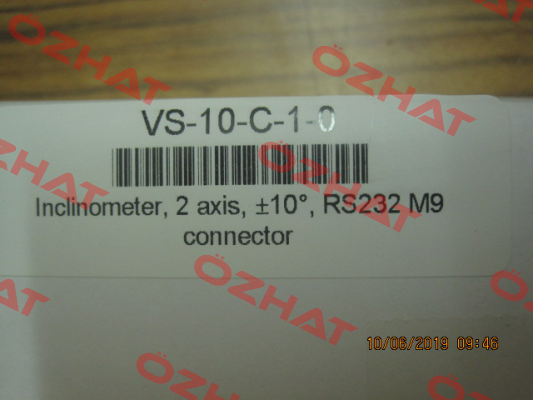 VS-10-C-1-0
Inclinometer, 2 axis, ±10°, RS232 M9
connector
10/06/2019 09:46
ÖZHAT
ÖZHAT
ÖZHAT
ÖZHAT
ÖZHAT
ÖZHAT